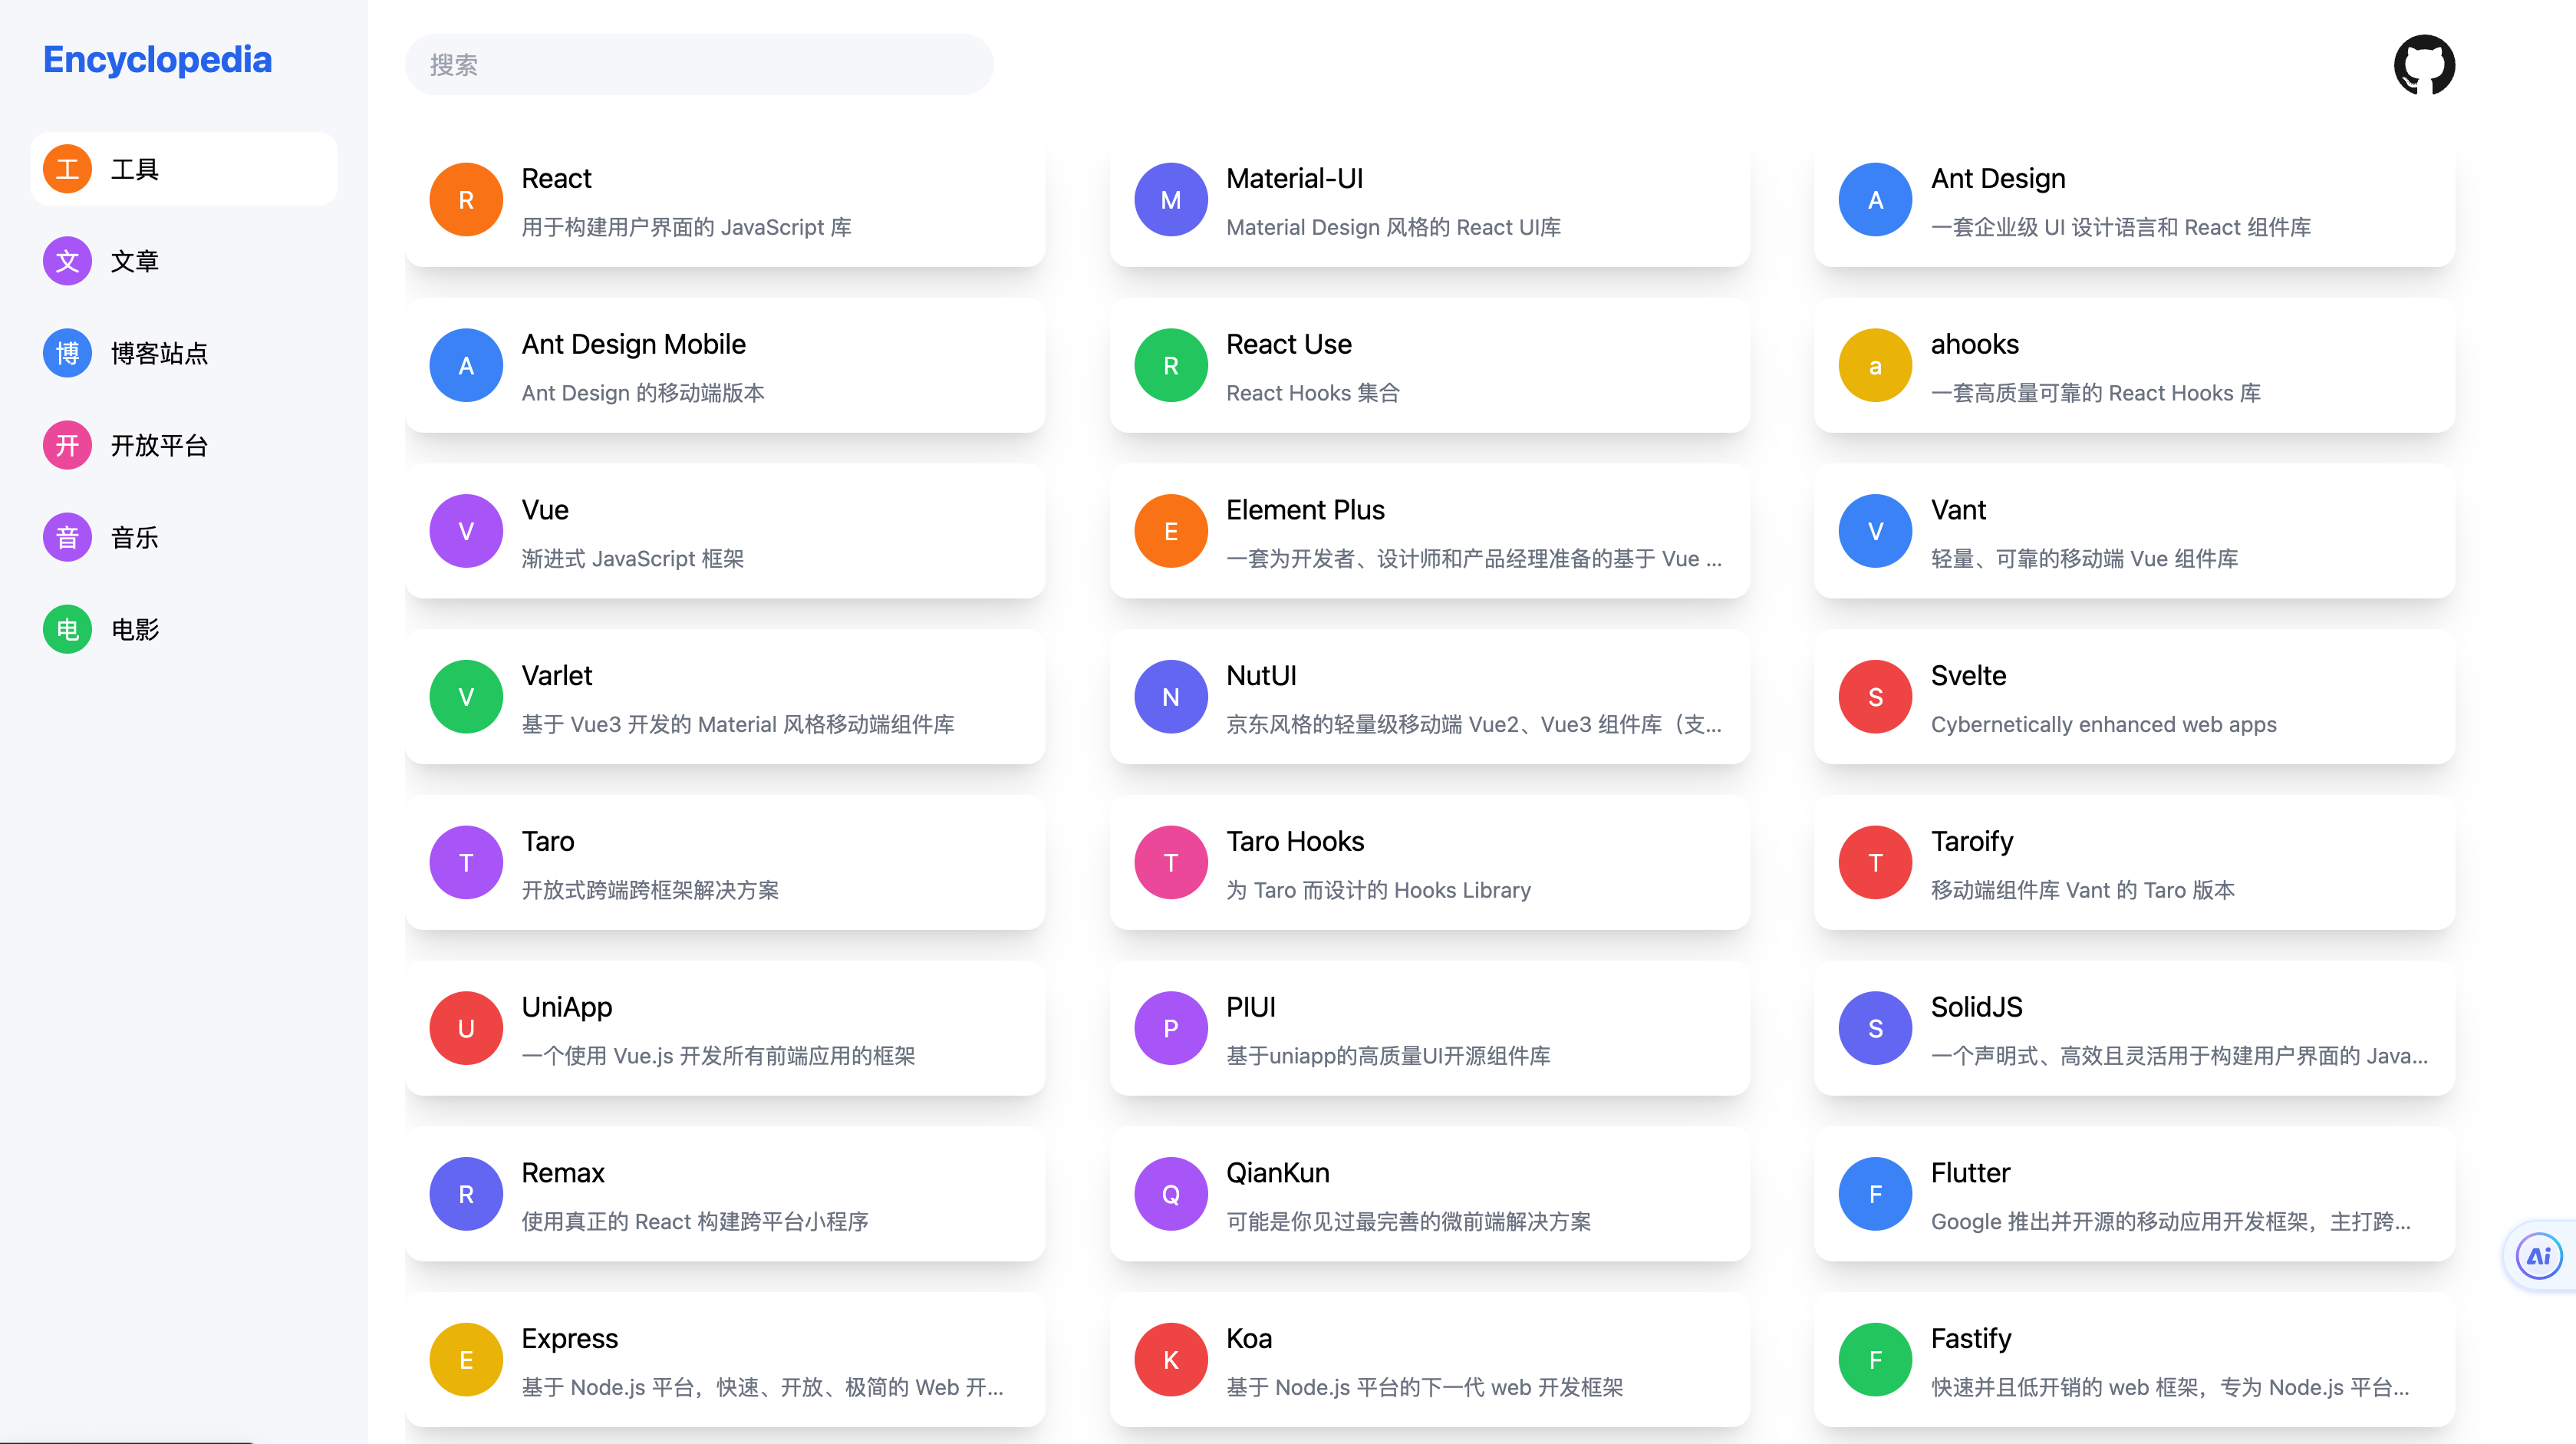 Encyclopedia
工 工具
文 文章
博 博客站点
开 开放平台
音 音乐
电 电影
搜索
R
React
用于构建用户界面的 JavaScript 库
M
Material-UI
Material Design 风格的 React UI库
A
Ant Design
一套企业级 UI 设计语言和 React 组件库
A
Ant Design Mobile
Ant Design 的移动端版本
R
React Use
React Hooks 集合
a
ahooks
一套高质量可靠的 React Hooks 库
V
Vue
渐进式 JavaScript 框架
E
Element Plus
一套为开发者、设计师和产品经理准备的基于 Vue ...
V
Vant
轻量、可靠的移动端 Vue 组件库
V
Varlet
基于 Vue3 开发的 Material 风格移动端组件库
N
NutUI
京东风格的轻量级移动端 Vue2、Vue3 组件库（支...
S
Svelte
Cybernetically enhanced web apps
T
Taro
开放式跨端跨框架解决方案
T
Taro Hooks
为 Taro 而设计的 Hooks Library
T
Taroify
移动端组件库 Vant 的 Taro 版本
U
UniApp
一个使用 Vue.js 开发所有前端应用的框架
P
PIUI
基于uniapp的高质量UI开源组件库
S
SolidJS
一个声明式、高效且灵活用于构建用户界面的 Java...
R
Remax
使用真正的 React 构建跨平台小程序
Q
QianKun
可能是你见过最完善的微前端解决方案
F
Flutter
Google 推出并开源的移动应用开发框架，主打跨...
E
Express
基于 Node.js 平台，快速、开放、极简的 Web 开...
K
Koa
基于 Node.js 平台的下一代 web 开发框架
F
Fastify
快速并且低开销的 web 框架，专为 Node.js 平台...
Ai